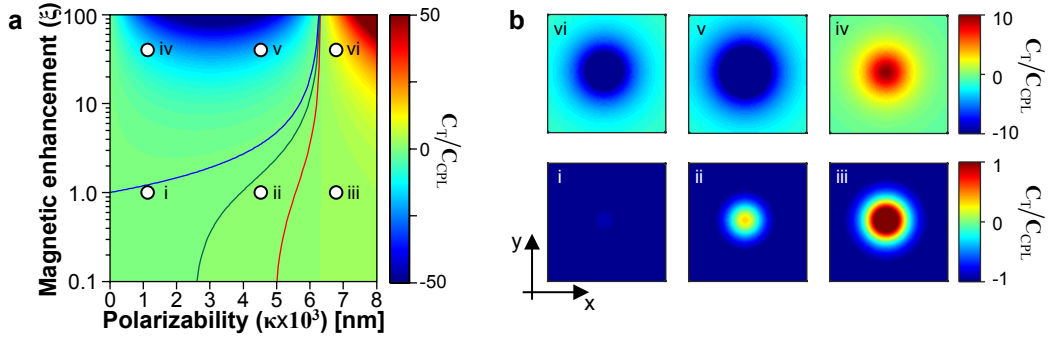 a
Magnetic enhancement (ξ)
100
10
1.0
0.1
iv
v
vi
i
ii
iii
0 1 2 3 4 5 6 7 8
Polarizability (κx10³) [nm]
50
0
-50
C_T/C_CPL
b
vi
v
iv
10
0
-10
C_T/C_CPL
i
ii
iii
1
0
-1
C_T/C_CPL
y
x